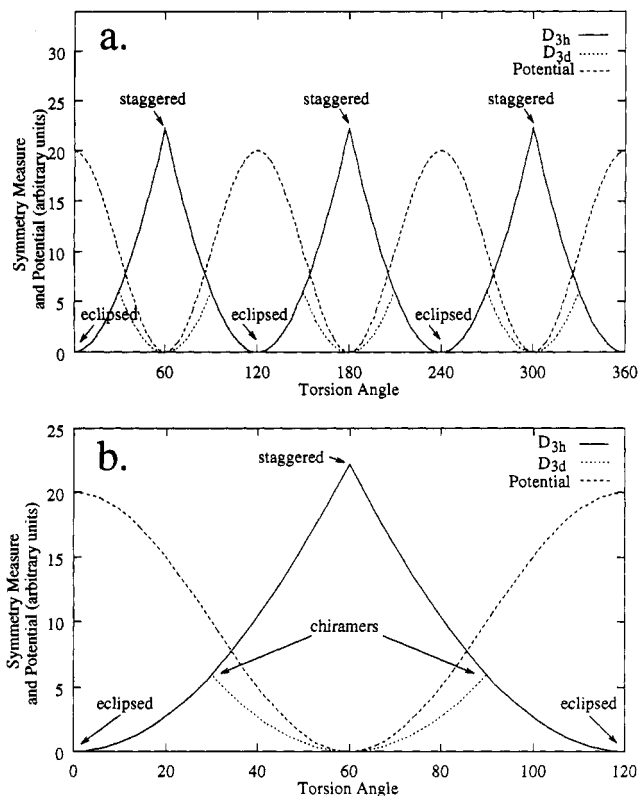 a.
D3h
D3d
Potential
staggered
staggered
staggered
eclipsed
eclipsed
eclipsed
Symmetry Measure
and Potential (arbitrary units)
30
25
20
15
10
5
0
60
120
180
240
300
360
Torsion Angle
b.
D3h
D3d
Potential
staggered
chiramers
eclipsed
eclipsed
Symmetry Measure
and Potential (arbitrary units)
25
20
15
10
5
0
0
20
40
60
80
100
120
Torsion Angle